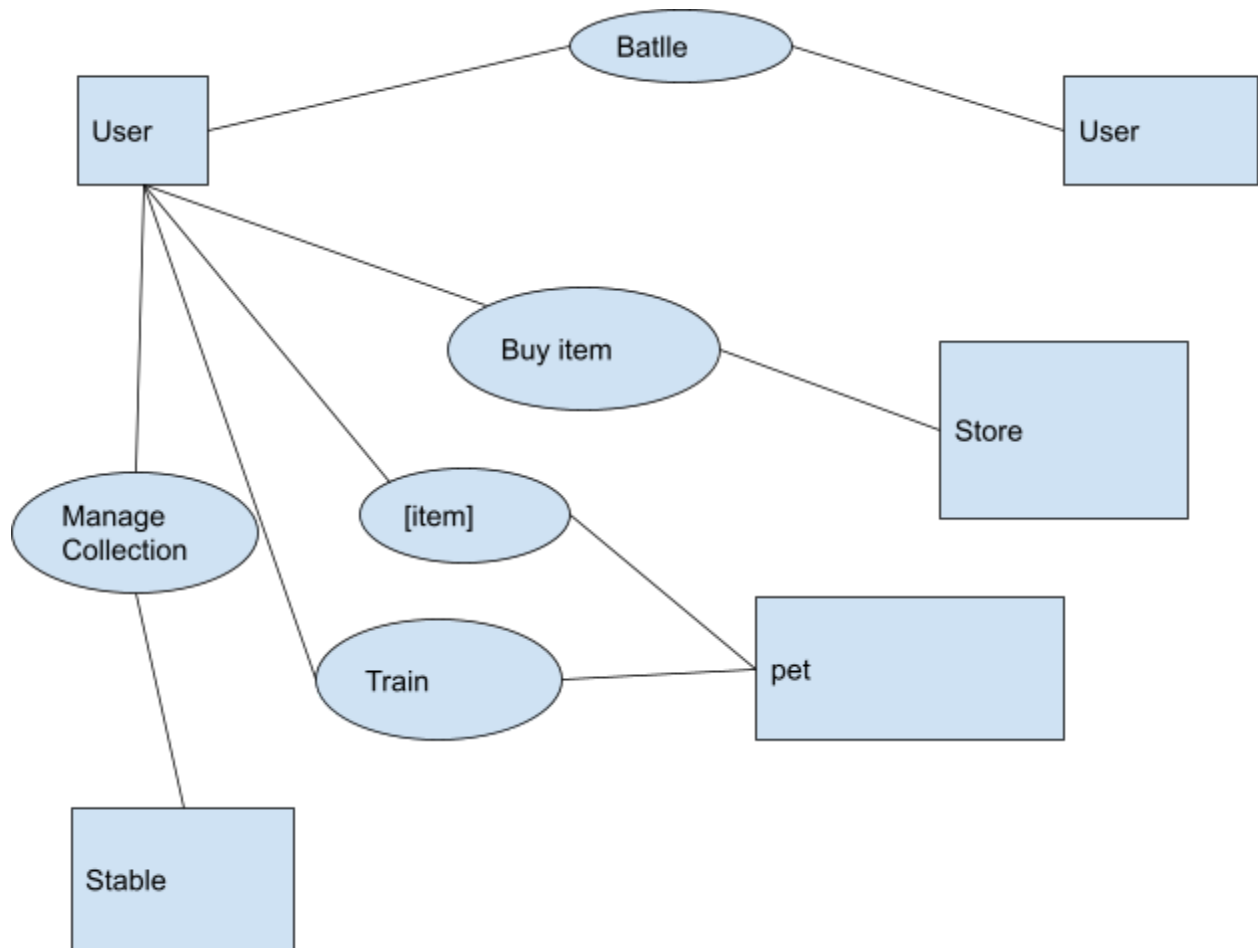 Batlle
User
User
Buy item
Store
Manage
Collection
[item]
Train
pet
Stable